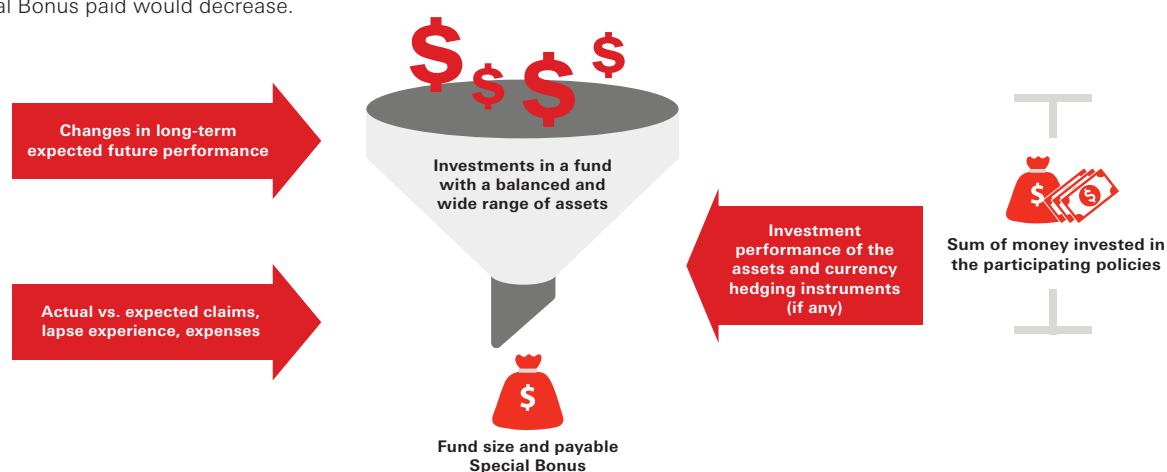 al Bonus paid would decrease.
$ $ $ $
Changes in long-term
expected future performance
Investments in a fund
with a balanced and
wide range of assets
Investment
performance of the
assets and currency
hedging instruments
(if any)
$ $
Sum of money invested in
the participating policies
Actual vs. expected claims,
lapse experience, expenses
$
Fund size and payable
Special Bonus